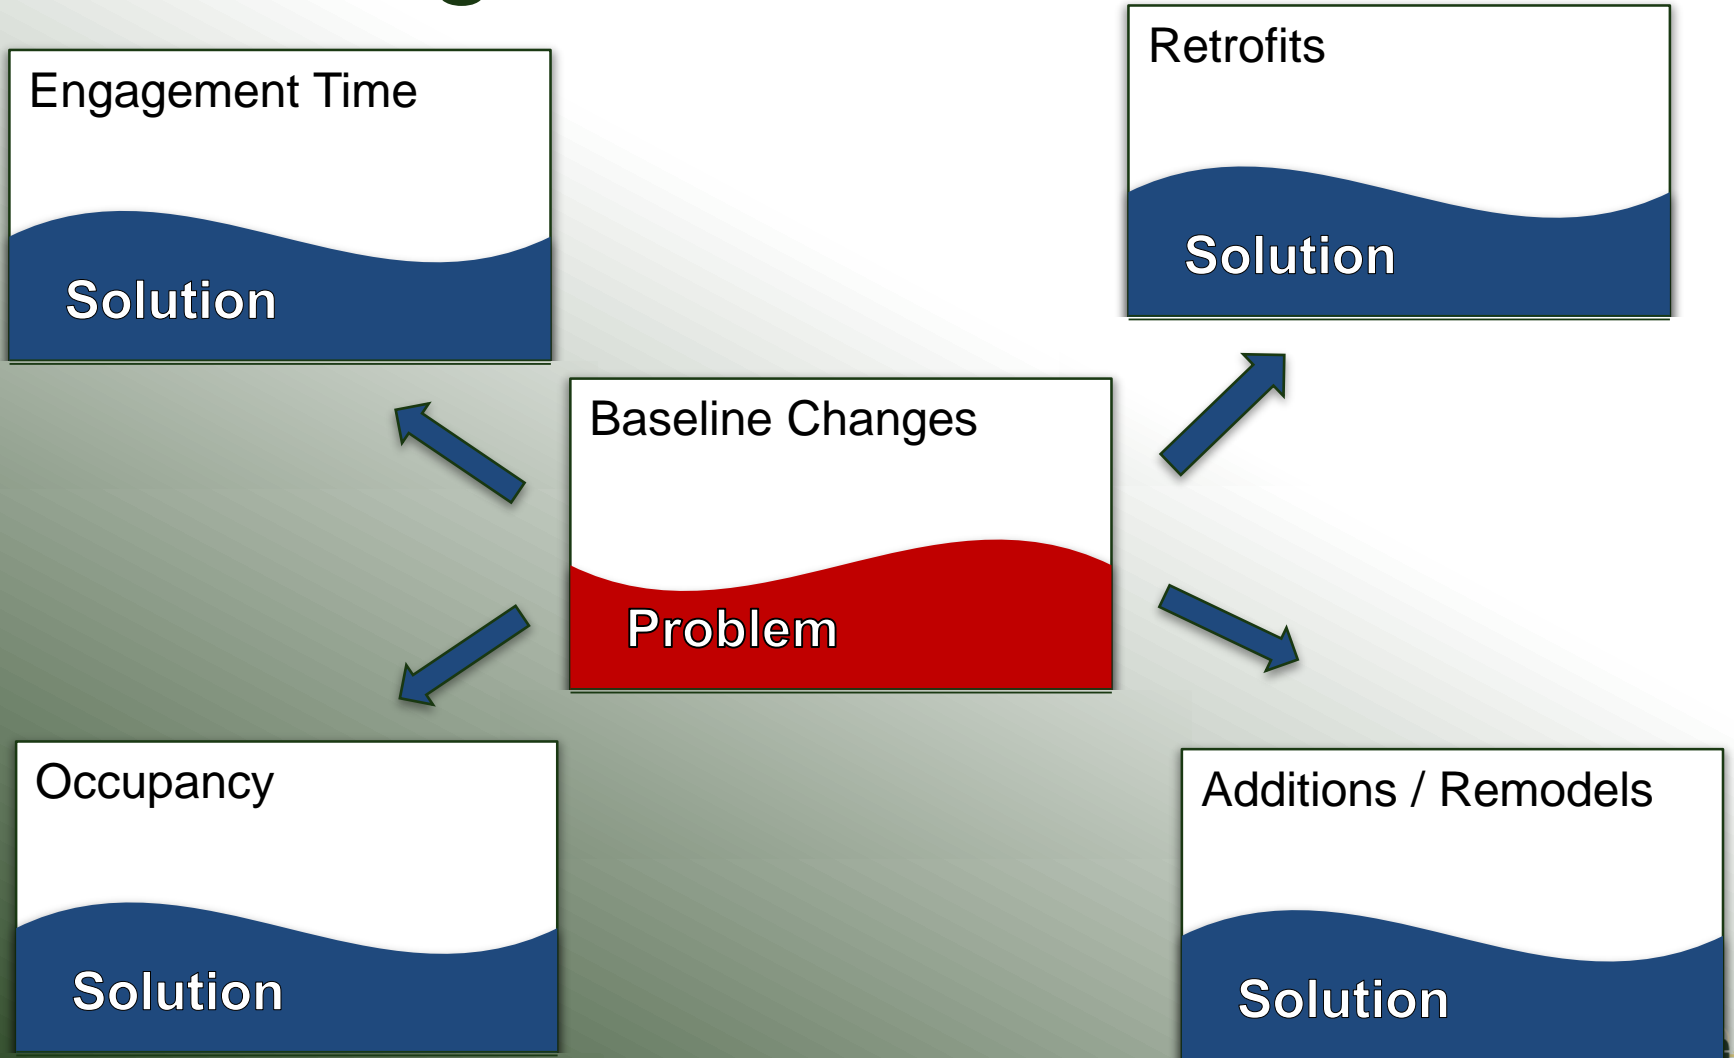 Engagement Time
Solution
Retrofits
Solution
Baseline Changes
Problem
Occupancy
Solution
Additions / Remodels
Solution